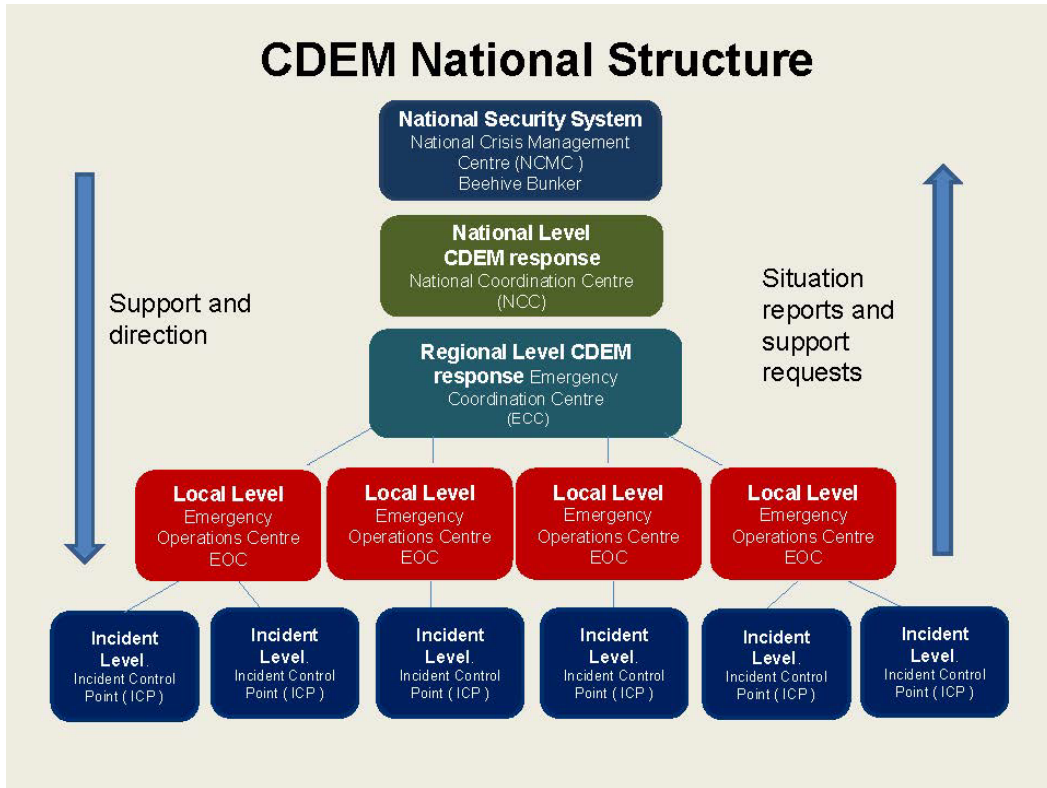 CDEM National Structure
National Security System
National Crisis Management
Centre (NCMC )
Beehive Bunker
National Level
CDEM response
National Coordination Centre
(NCC)
Support and
direction
Situation
reports and
support
requests
Regional Level CDEM
response Emergency
Coordination Centre
(ECC)
Local Level
Emergency
Operations Centre
EOC
Local Level
Emergency
Operations Centre
EOC
Local Level
Emergency
Operations Centre
EOC
Local Level
Emergency
Operations Centre
EOC
Incident
Level.
Incident Control
Point ( ICP )
Incident
Level.
Incident Control
Point ( ICP )
Incident
Level.
Incident Control
Point ( ICP )
Incident
Level.
Incident Control
Point ( ICP )
Incident
Level.
Incident Control
Point ( ICP )
Incident
Level.
Incident Control
Point ( ICP )